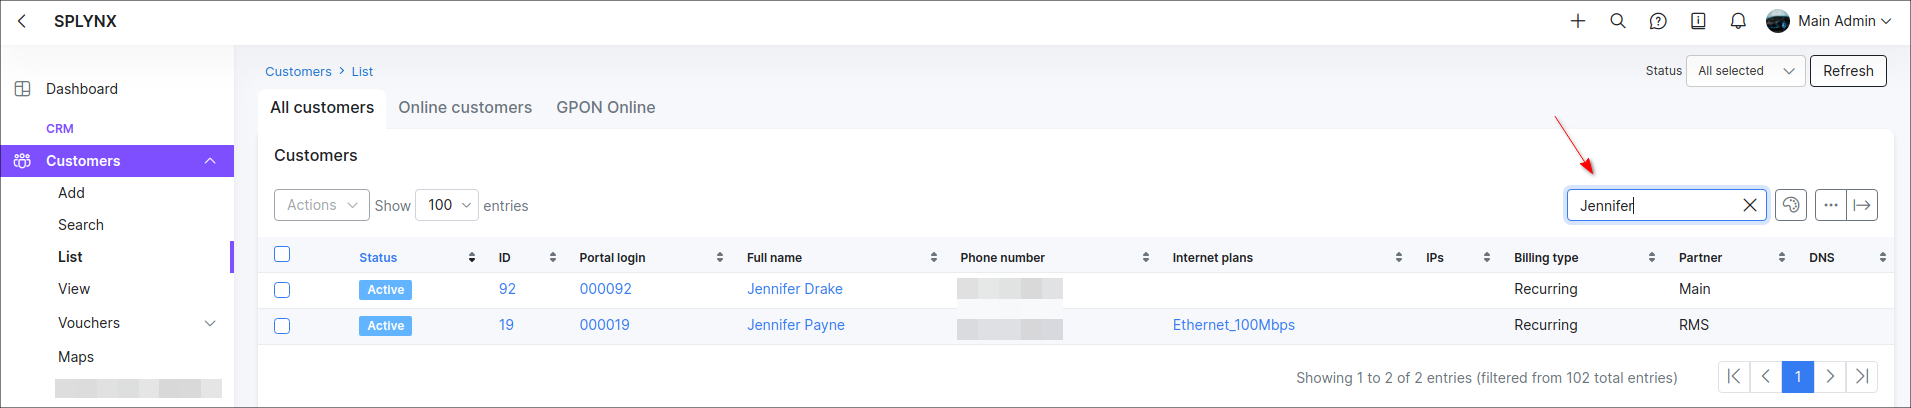 SPLYNX
Main Admin
Dashboard
CRM
Customers
Add
Search
List
View
Vouchers
Maps
Customers > List
Status All selected Refresh
All customers Online customers GPON Online
Customers
Actions Show 100 entries
Jennifer
Status ID Portal login Full name Phone number Internet plans IPs Billing type Partner DNS
Active 92 000092 Jennifer Drake Recurring Main
Active 19 000019 Jennifer Payne Ethernet_100Mbps Recurring RMS
Showing 1 to 2 of 2 entries (filtered from 102 total entries)
1